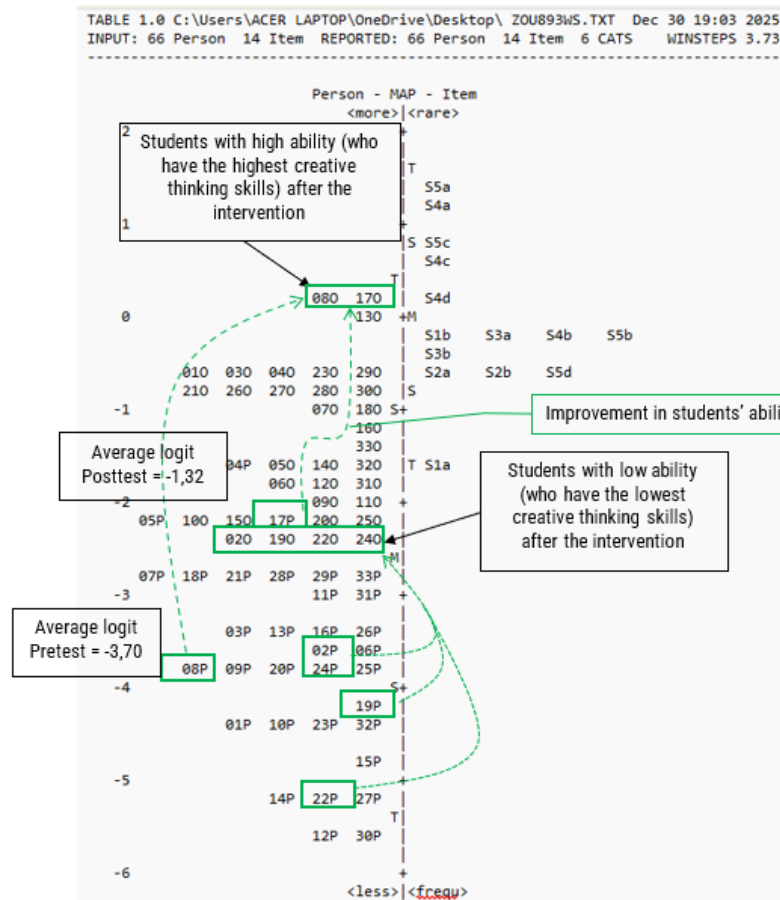 TABLE 1.0 C:\Users\ACER LAPTOP\OneDrive\Desktop\ ZOU893WS.TXT Dec 30 19:03 2025
INPUT: 66 Person 14 Item REPORTED: 66 Person 14 Item 6 CATS WINSTEPS 3.73
--------------------------------------------------------------------------------
Person - MAP - Item
<more>|<rare>
2 +
Students with high ability (who
have the highest creative
thinking skills) after the
intervention
T
S5a
S4a
1 +
S S5c
S4c
T
08O 17O S4d
0 13O +M
S1b S3a S4b S5b
S3b
01O 03O 04O 23O 29O S2a S2b S5d
21O 26O 27O 28O 30O S
-1 07O 18O S+
16O
Improvement in students' abili
33O
Average logit
Posttest = -1,32
04P 05O 14O 32O T S1a
06O 12O 31O
Students with low ability
(who have the lowest
creative thinking skills)
after the intervention
-2 09O 11O +
05P 10O 15O 17P 20O 25O
02O 19O 22O 24O
M
07P 18P 21P 28P 29P 33P
-3 11P 31P +
Average logit
Pretest = -3,70
03P 13P 16P 26P
02P 06P
08P 09P 20P 24P 25P
-4 S+
19P
01P 10P 23P 32P
15P
-5 +
14P 22P 27P
T
12P 30P
-6 +
<less>|<frequ>